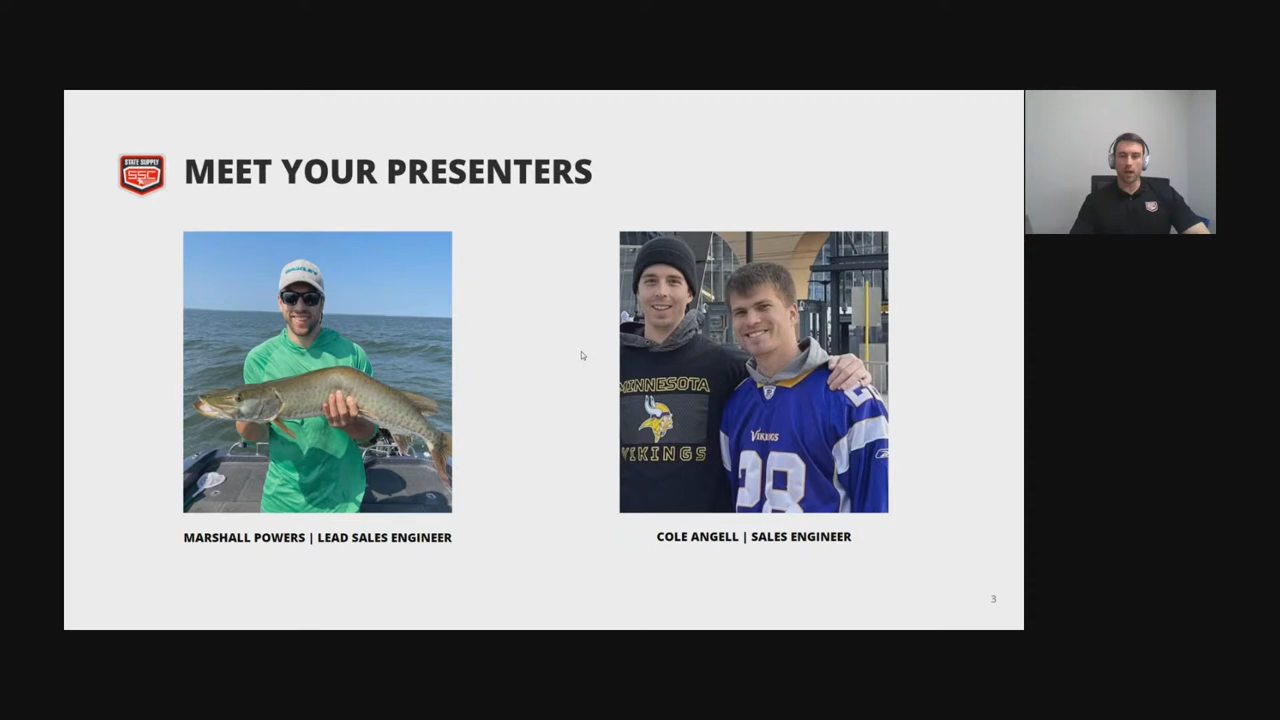 STATE SUPPLY
SSC
MEET YOUR PRESENTERS
OAKLEY
MINNESOTA
VIKINGS
VIKINGS
28
MARSHALL POWERS | LEAD SALES ENGINEER
COLE ANGELL | SALES ENGINEER
3